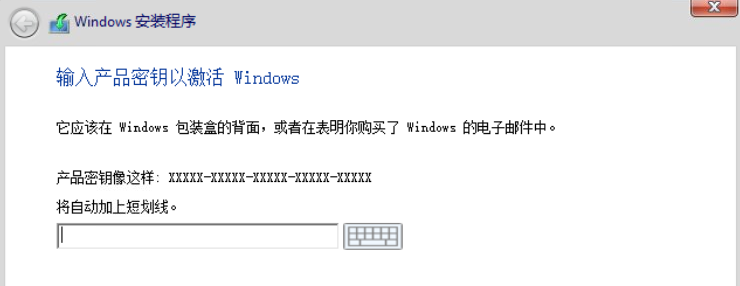 Windows 安装程序
输入产品密钥以激活 Windows
它应该在 Windows 包装盒的背面，或者在表明你购买了 Windows 的电子邮件中。
产品密钥像这样: XXXXX-XXXXX-XXXXX-XXXXX-XXXXX
将自动加上短划线。